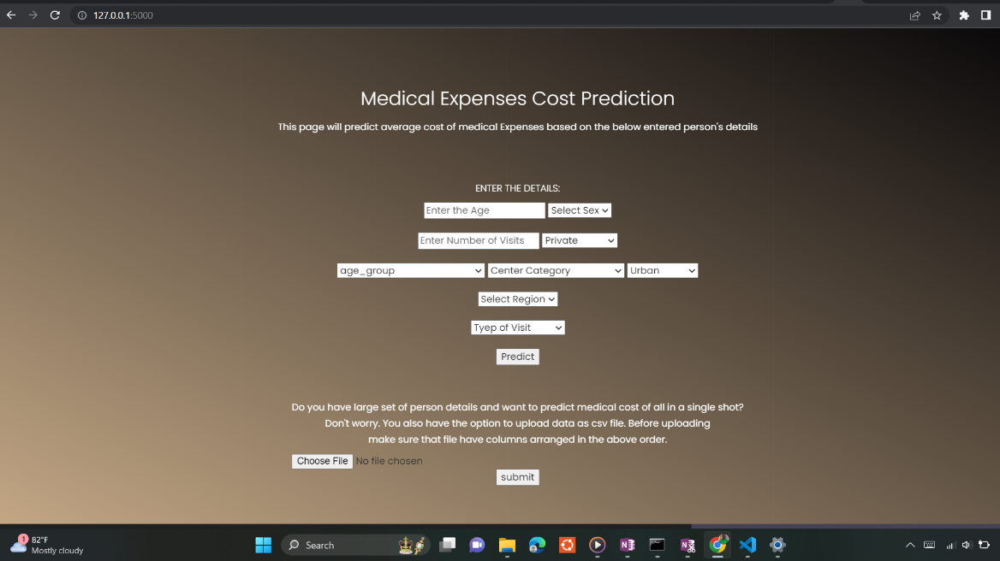 127.0.0.1:5000
Medical Expenses Cost Prediction
This page will predict average cost of medical Expenses based on the below entered person's details
ENTER THE DETAILS:
Enter the Age Select Sex
Enter Number of Visits Private
age_group Center Category Urban
Select Region
Tyep of Visit
Predict
Do you have large set of person details and want to predict medical cost of all in a single shot?
Don't worry. You also have the option to upload data as csv file. Before uploading
make sure that file have columns arranged in the above order.
Choose File No file chosen
submit
1
82°F
Mostly cloudy
Search